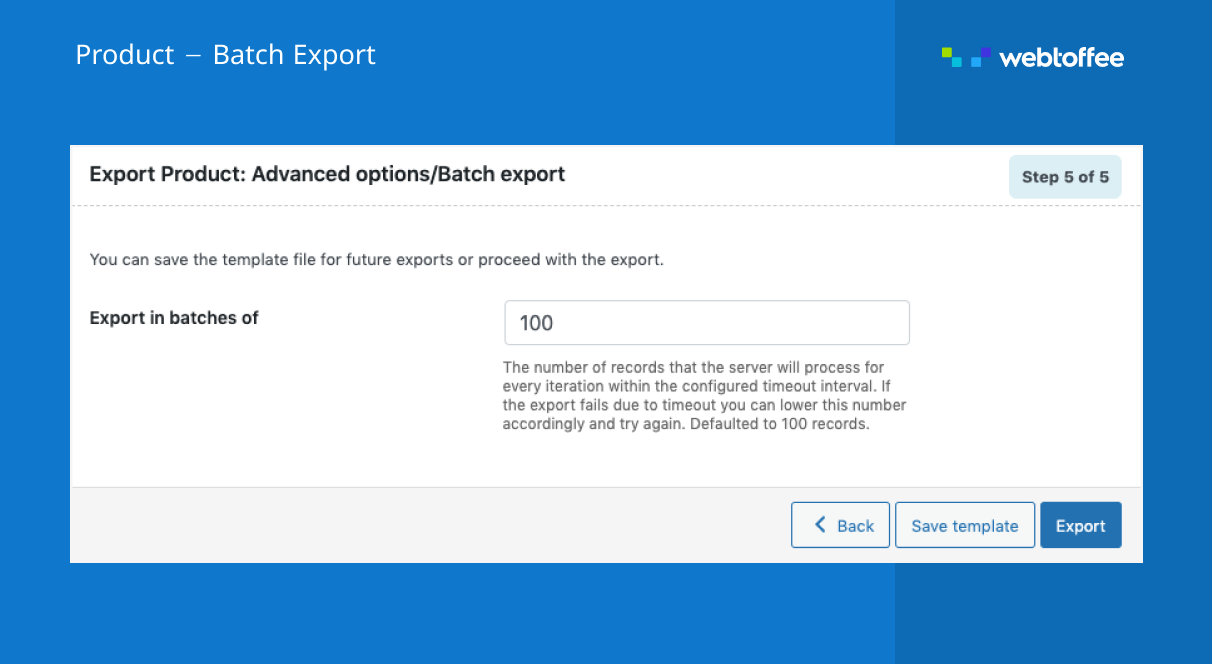 Product – Batch Export
webtoffee
Export Product: Advanced options/Batch export
Step 5 of 5
You can save the template file for future exports or proceed with the export.
Export in batches of
100
The number of records that the server will process for
every iteration within the configured timeout interval. If
the export fails due to timeout you can lower this number
accordingly and try again. Defaulted to 100 records.
Back
Save template
Export